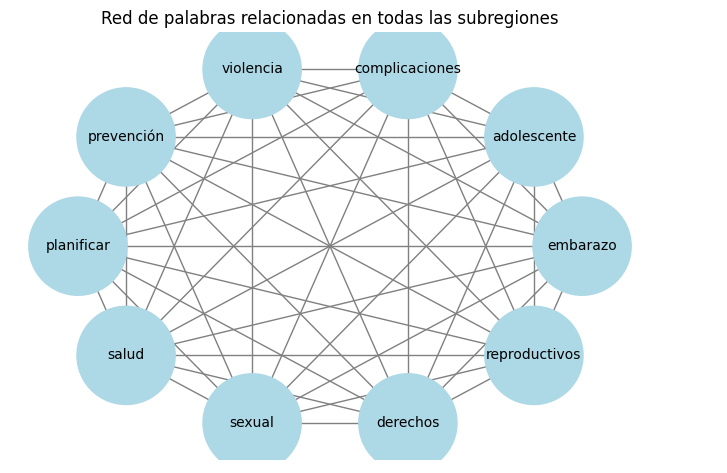 Red de palabras relacionadas en todas las subregiones
violencia
complicaciones
prevención
adolescente
planificar
embarazo
salud
reproductivos
sexual
derechos